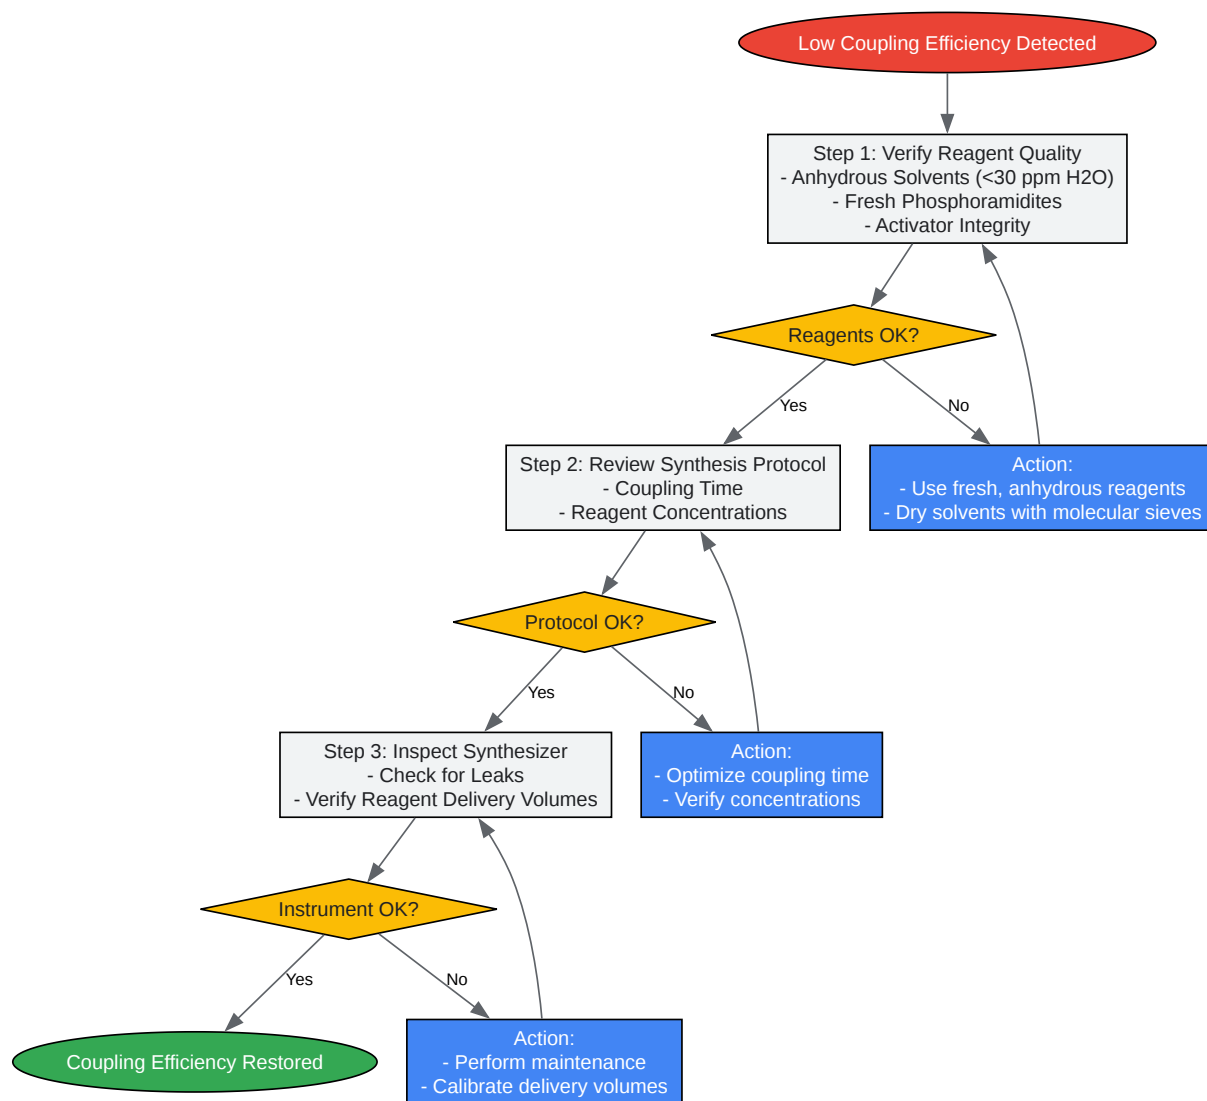 Low Coupling Efficiency Detected
Step 1: Verify Reagent Quality
- Anhydrous Solvents (<30 ppm H2O)
- Fresh Phosphoramidites
- Activator Integrity
Reagents OK?
Yes
No
Step 2: Review Synthesis Protocol
- Coupling Time
- Reagent Concentrations
Action:
- Use fresh, anhydrous reagents
- Dry solvents with molecular sieves
Protocol OK?
Yes
No
Step 3: Inspect Synthesizer
- Check for Leaks
- Verify Reagent Delivery Volumes
Action:
- Optimize coupling time
- Verify concentrations
Instrument OK?
Yes
No
Coupling Efficiency Restored
Action:
- Perform maintenance
- Calibrate delivery volumes